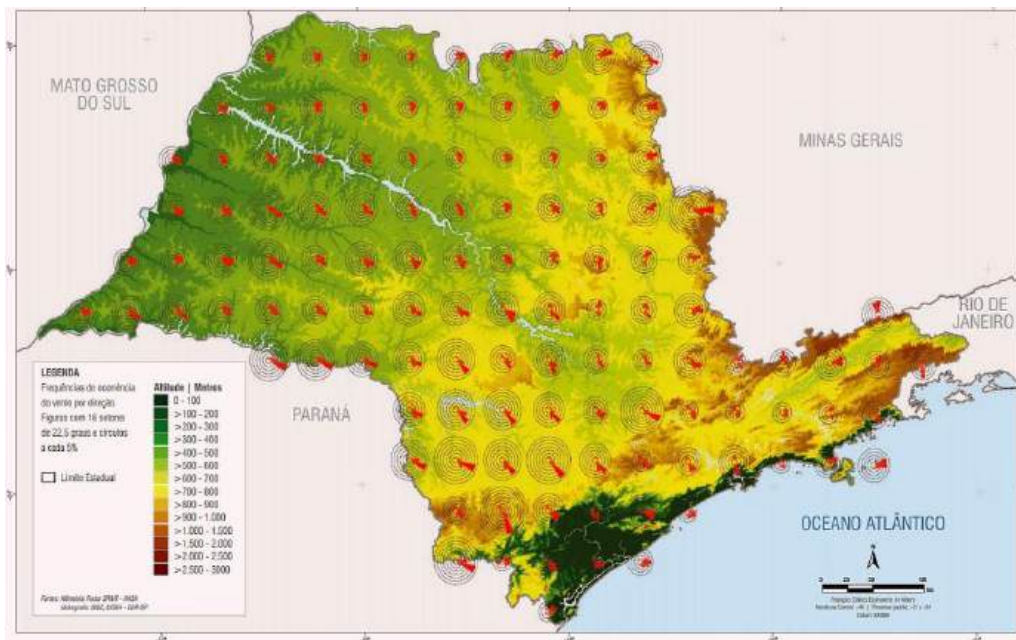 MATO GROSSO
DO SUL
MINAS GERAIS
RIO DE
JANEIRO
PARANÁ
OCEANO ATLÂNTICO
N
LEGENDA
Frequências de ocorrência
do vento por direção.
Figuras com 16 setores
de 22,5 graus e círculos
a cada 5%
Limite Estadual
Altitude | Metros
0 - 100
>100 - 200
>200 - 300
>300 - 400
>400 - 500
>500 - 600
>600 - 700
>700 - 800
>800 - 900
>900 - 1.000
>1.000 - 1.500
>1.500 - 2.000
>2.000 - 2.500
>2.500 - 3000